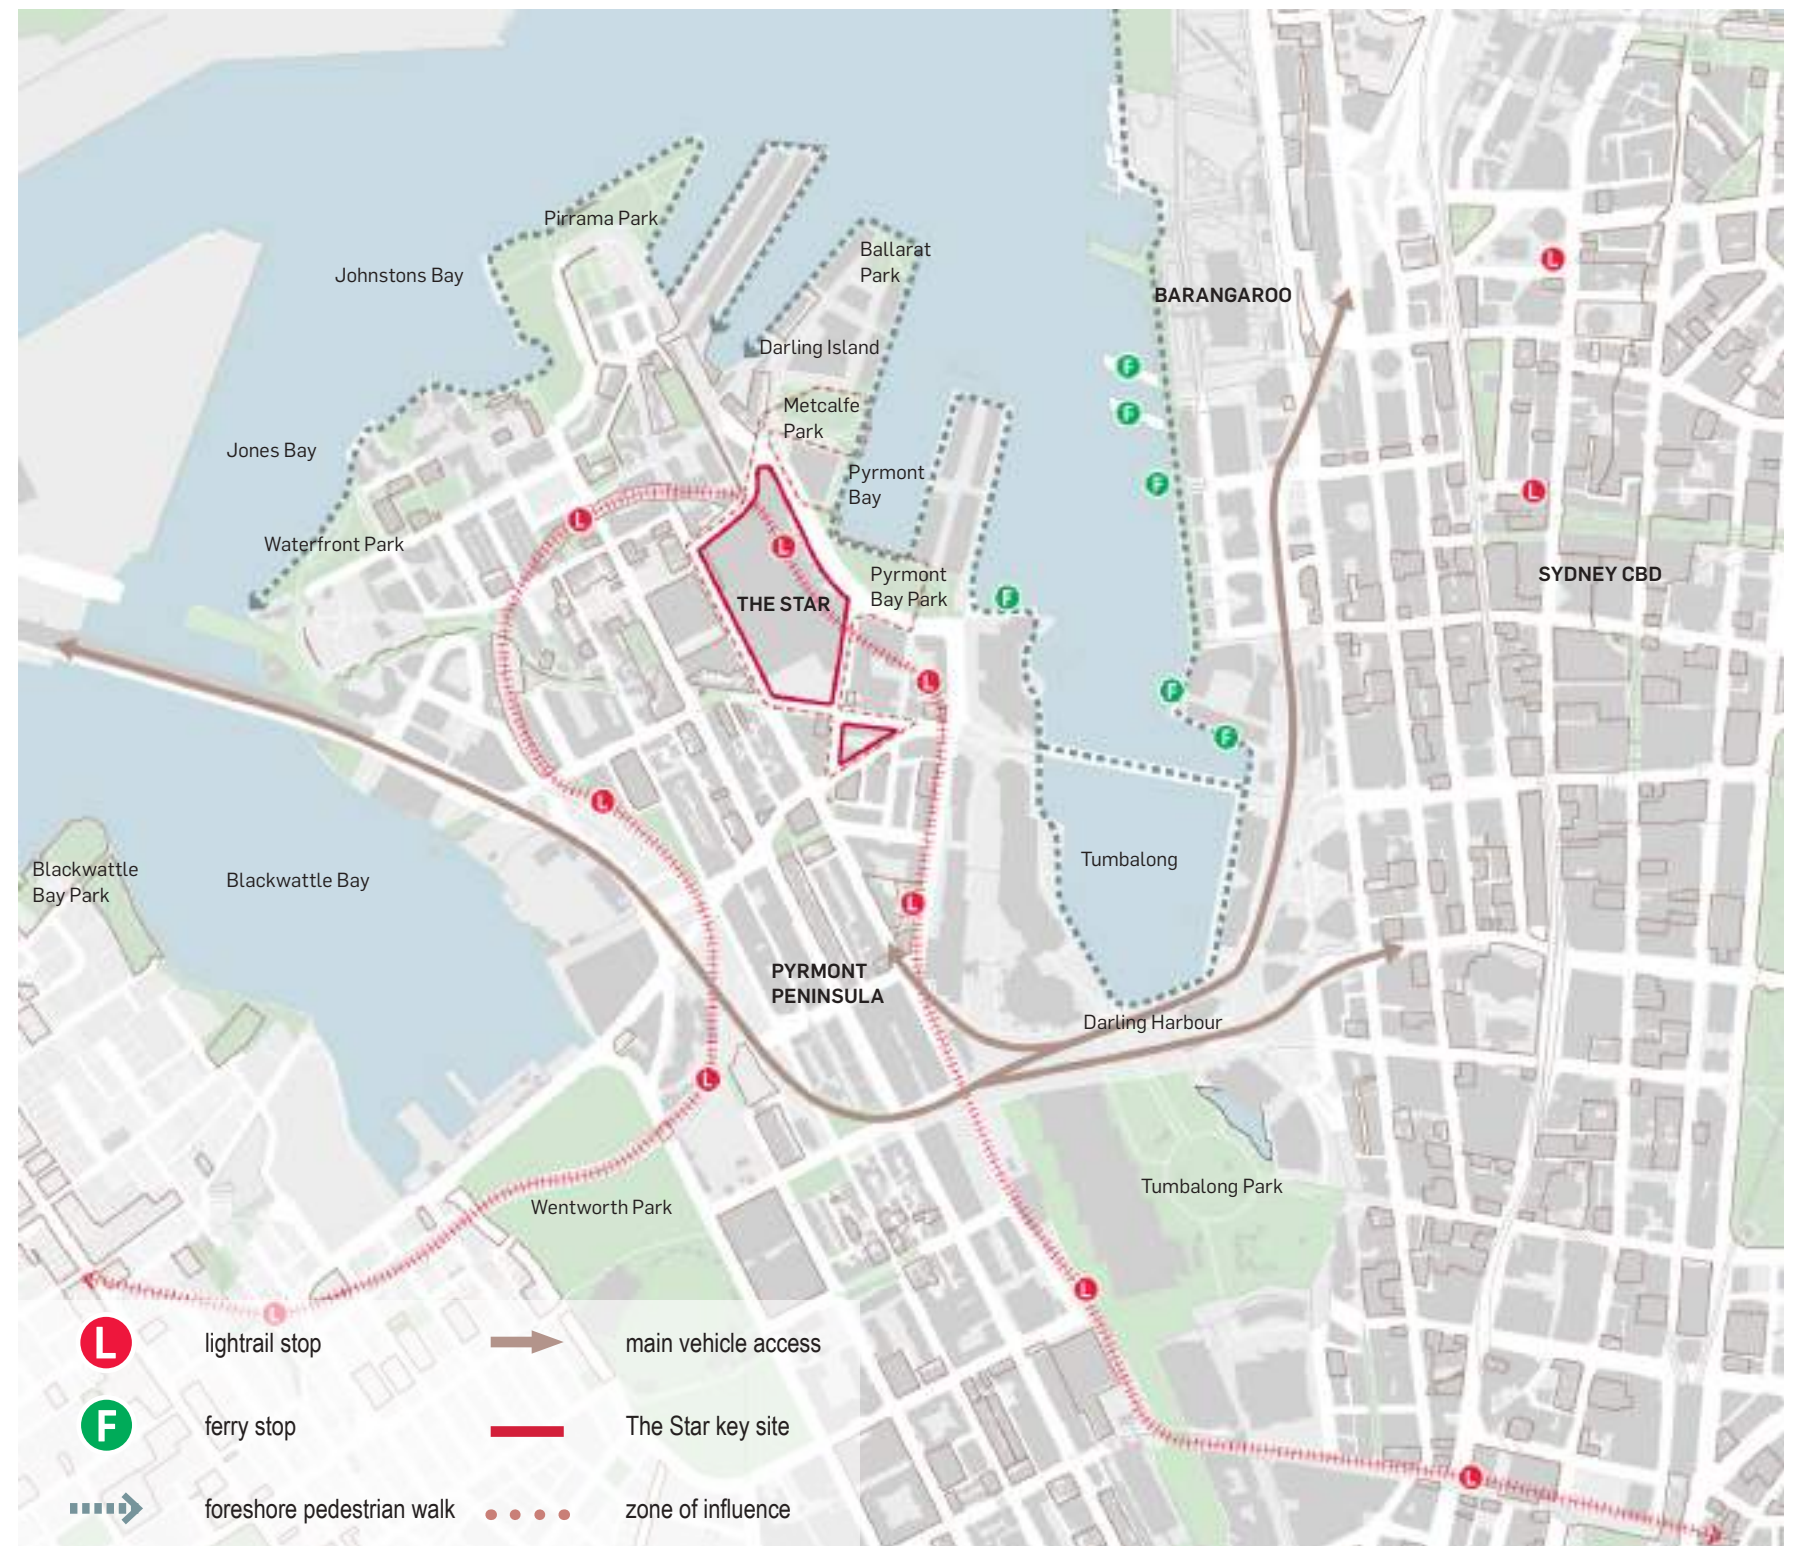 Pirrama Park
Johnstons Bay
Ballarat
Park
BARANGAROO
L
Darling Island
F
F
Metcalfe
Park
Jones Bay
Pyrmont
Bay
F
L
L
Waterfront Park
L
Pyrmont
Bay Park
SYDNEY CBD
THE STAR
F
L
F
F
L
Tumbalong
Blackwattle
Bay Park
Blackwattle Bay
L
PYRMONT
PENINSULA
Darling Harbour
L
Tumbalong Park
Wentworth Park
L
L
L
L lightrail stop
main vehicle access
F ferry stop
The Star key site
foreshore pedestrian walk
zone of influence